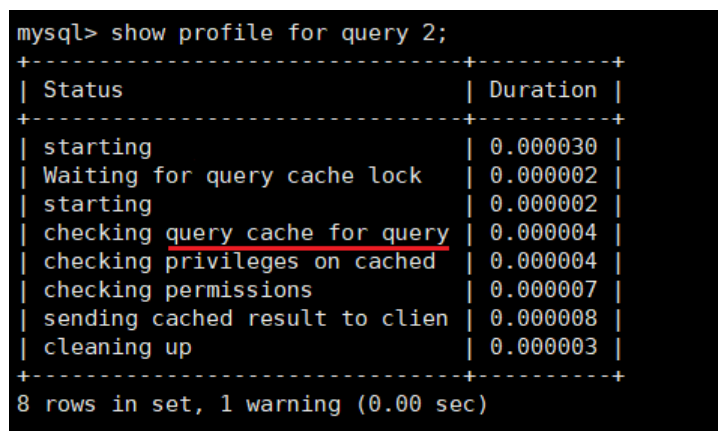 mysql> show profile for query 2;
+--------------------------------+----------+
| Status                         | Duration |
+--------------------------------+----------+
| starting                       | 0.000030 |
| Waiting for query cache lock   | 0.000002 |
| starting                       | 0.000002 |
| checking query cache for query | 0.000004 |
| checking privileges on cached  | 0.000004 |
| checking permissions           | 0.000007 |
| sending cached result to clien | 0.000008 |
| cleaning up                    | 0.000003 |
+--------------------------------+----------+
8 rows in set, 1 warning (0.00 sec)